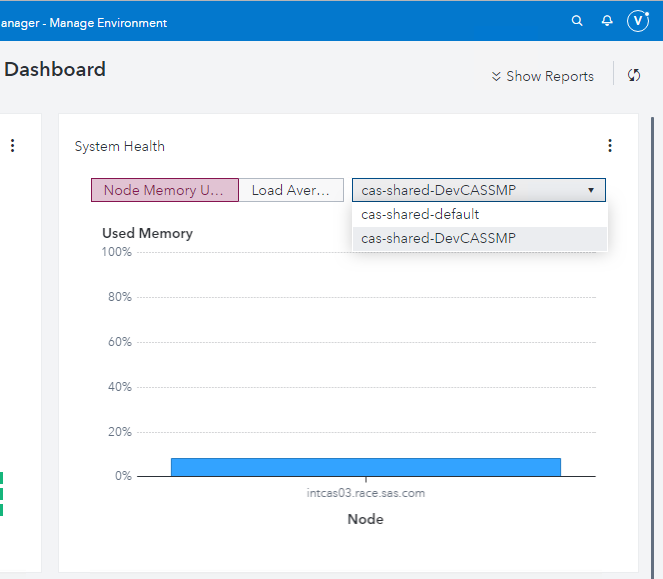 anager - Manage Environment
V
Dashboard
Show Reports
System Health
Node Memory U...
Load Aver...
cas-shared-DevCASSMP
cas-shared-default
cas-shared-DevCASSMP
Used Memory
100%
80%
60%
40%
20%
0%
intcas03.race.sas.com
Node